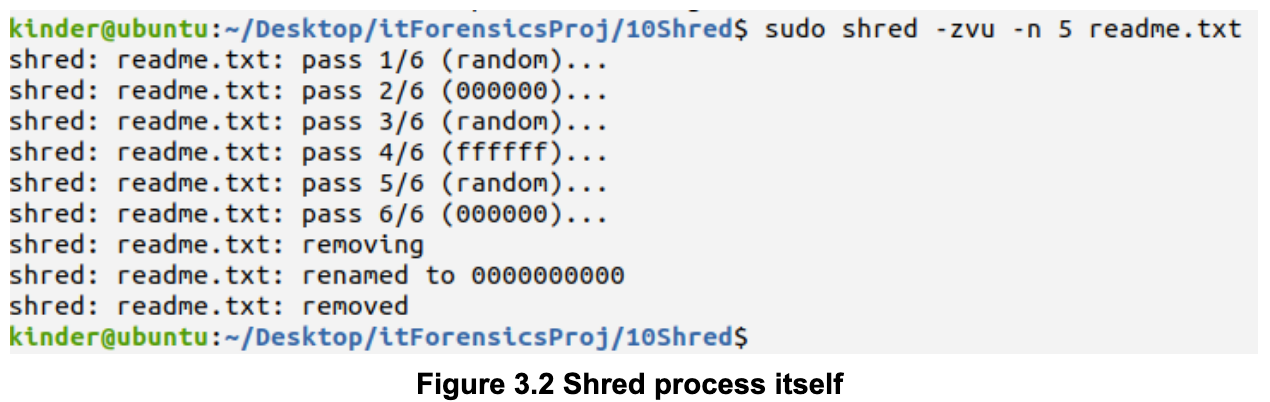 kinder@ubuntu:~/Desktop/itForensicsProj/10Shred$ sudo shred -zvu -n 5 readme.txt
shred: readme.txt: pass 1/6 (random)...
shred: readme.txt: pass 2/6 (000000)...
shred: readme.txt: pass 3/6 (random)...
shred: readme.txt: pass 4/6 (ffffff)...
shred: readme.txt: pass 5/6 (random)...
shred: readme.txt: pass 6/6 (000000)...
shred: readme.txt: removing
shred: readme.txt: renamed to 0000000000
shred: readme.txt: removed
kinder@ubuntu:~/Desktop/itForensicsProj/10Shred$
Figure 3.2 Shred process itself